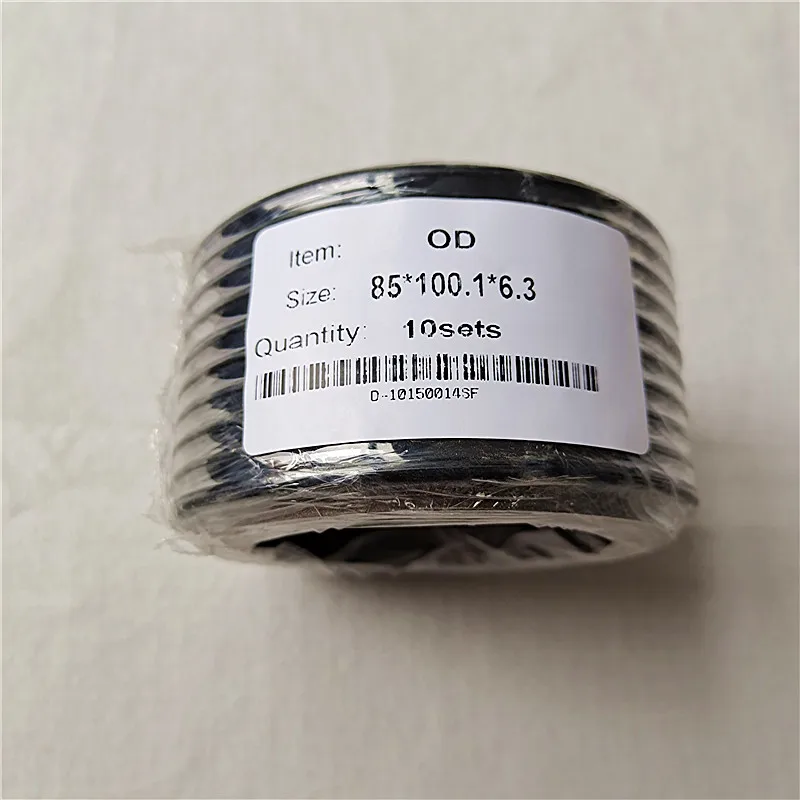 Item: OD
Size: 85*100.1*6.3
Quantity: 10sets
D-10150014SF